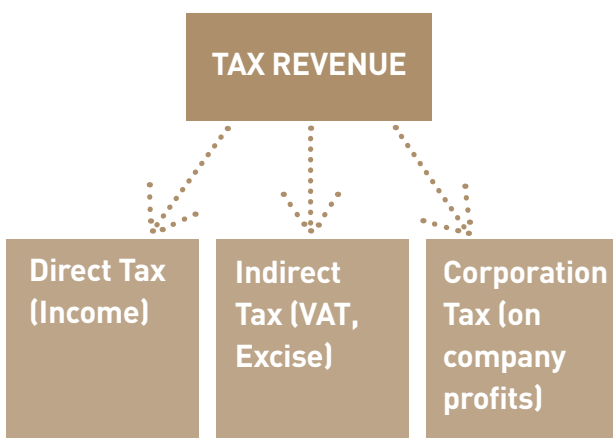 TAX REVENUE
Direct Tax
(Income)
Indirect
Tax (VAT,
Excise)
Corporation
Tax (on
company
profits)